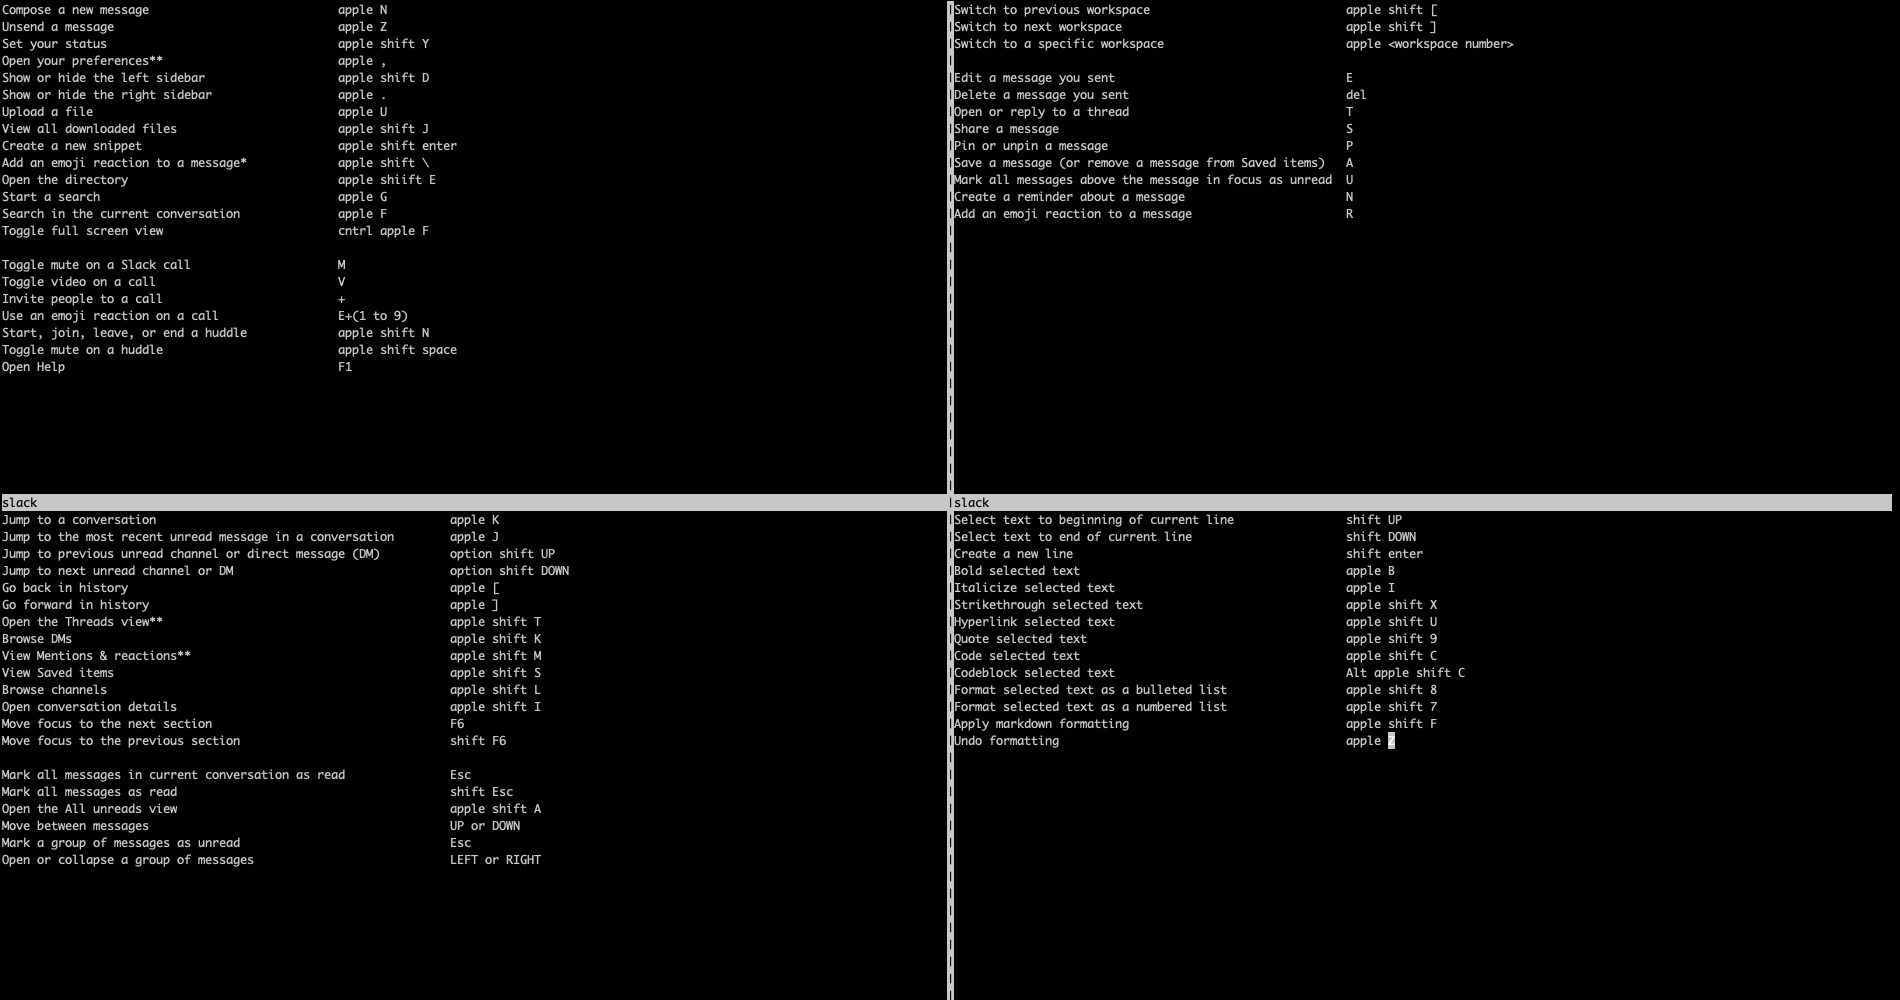 Compose a new message apple N
Unsend a message apple Z
Set your status apple shift Y
Open your preferences** apple ,
Show or hide the left sidebar apple shift D
Show or hide the right sidebar apple .
Upload a file apple U
View all downloaded files apple shift J
Create a new snippet apple shift enter
Add an emoji reaction to a message* apple shift \
Open the directory apple shiift E
Start a search apple G
Search in the current conversation apple F
Toggle full screen view cntrl apple F
Toggle mute on a Slack call M
Toggle video on a call V
Invite people to a call +
Use an emoji reaction on a call E+(1 to 9)
Start, join, leave, or end a huddle apple shift N
Toggle mute on a huddle apple shift space
Open Help F1
slack
Switch to previous workspace apple shift [
Switch to next workspace apple shift ]
Switch to a specific workspace apple <workspace number>
Edit a message you sent E
Delete a message you sent del
Open or reply to a thread T
Share a message S
Pin or unpin a message P
Save a message (or remove a message from Saved items) A
Mark all messages above the message in focus as unread U
Create a reminder about a message N
Add an emoji reaction to a message R
slack
Jump to a conversation apple K
Jump to the most recent unread message in a conversation apple J
Jump to previous unread channel or direct message (DM) option shift UP
Jump to next unread channel or DM option shift DOWN
Go back in history apple [
Go forward in history apple ]
Open the Threads view** apple shift T
Browse DMs apple shift K
View Mentions & reactions** apple shift M
View Saved items apple shift S
Browse channels apple shift L
Open conversation details apple shift I
Move focus to the next section F6
Move focus to the previous section shift F6
Mark all messages in current conversation as read Esc
Mark all messages as read shift Esc
Open the All unreads view apple shift A
Move between messages UP or DOWN
Mark a group of messages as unread Esc
Open or collapse a group of messages LEFT or RIGHT
Select text to beginning of current line shift UP
Select text to end of current line shift DOWN
Create a new line shift enter
Bold selected text apple B
Italicize selected text apple I
Strikethrough selected text apple shift X
Hyperlink selected text apple shift U
Quote selected text apple shift 9
Code selected text apple shift C
Codeblock selected text Alt apple shift C
Format selected text as a bulleted list apple shift 8
Format selected text as a numbered list apple shift 7
Apply markdown formatting apple shift F
Undo formatting apple Z